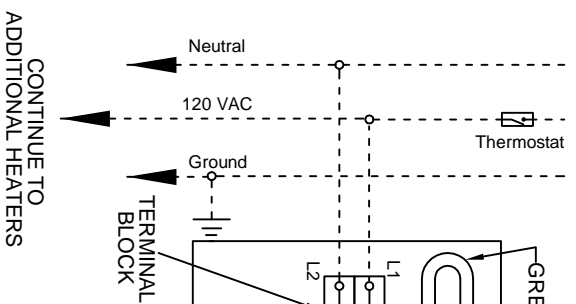 Neutral
120 VAC
Thermostat
Ground
CONTINUE TO
ADDITIONAL HEATERS
TERMINAL
BLOCK
L2
L1
GRE